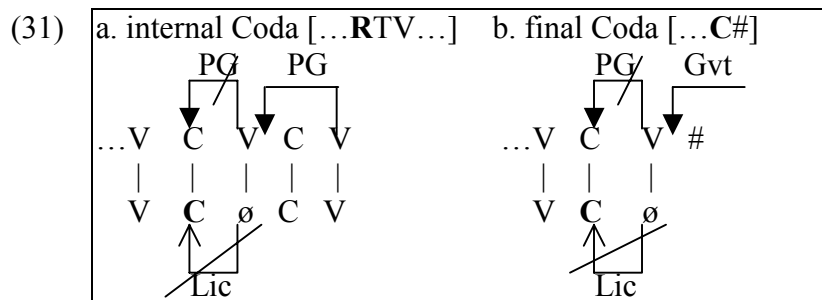 (31) a. internal Coda […RTV…] b. final Coda […C#]
PG PG PG Gvt
…V C V C V …V C V #
| | | | | | | |
V C ø C V V C ø
Lic Lic